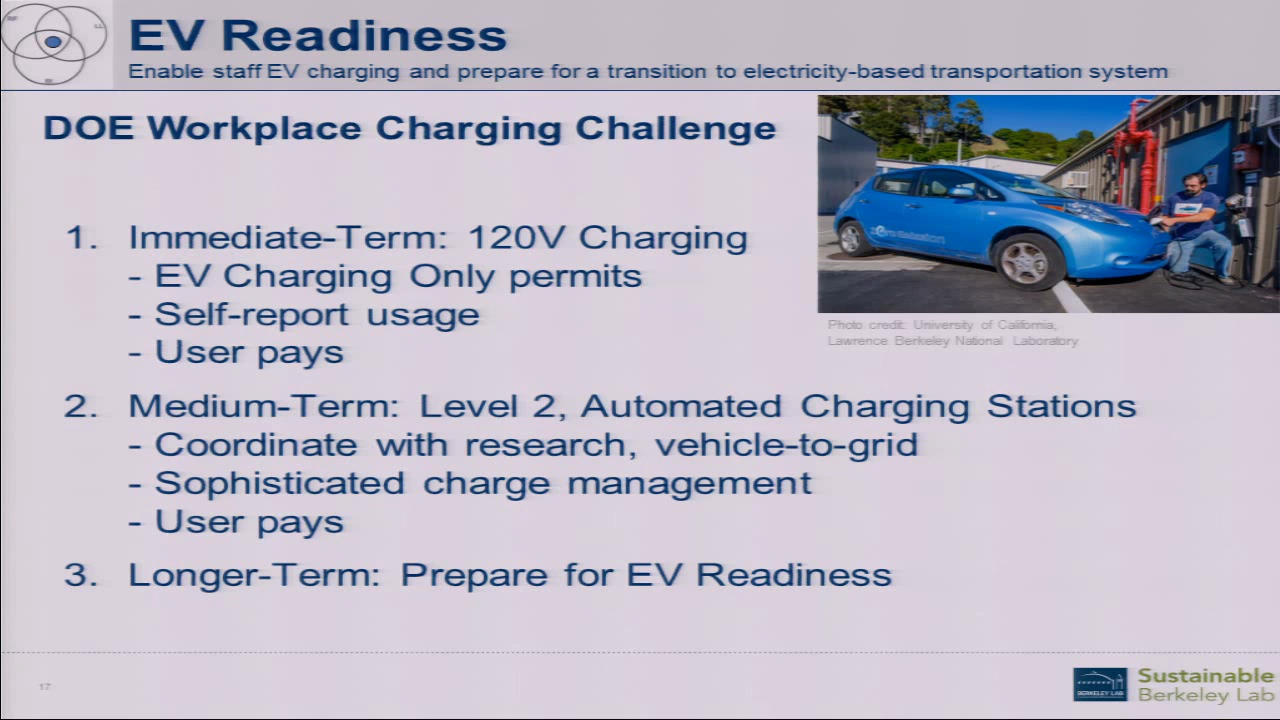 EV Readiness
Enable staff EV charging and prepare for a transition to electricity-based transportation system
DOE Workplace Charging Challenge
1. Immediate-Term: 120V Charging
- EV Charging Only permits
- Self-report usage
- User pays
Photo credit: University of California,
Lawrence Berkeley National Laboratory
2. Medium-Term: Level 2, Automated Charging Stations
- Coordinate with research, vehicle-to-grid
- Sophisticated charge management
- User pays
3. Longer-Term: Prepare for EV Readiness
17
BERKELEY LAB
Sustainable
Berkeley Lab